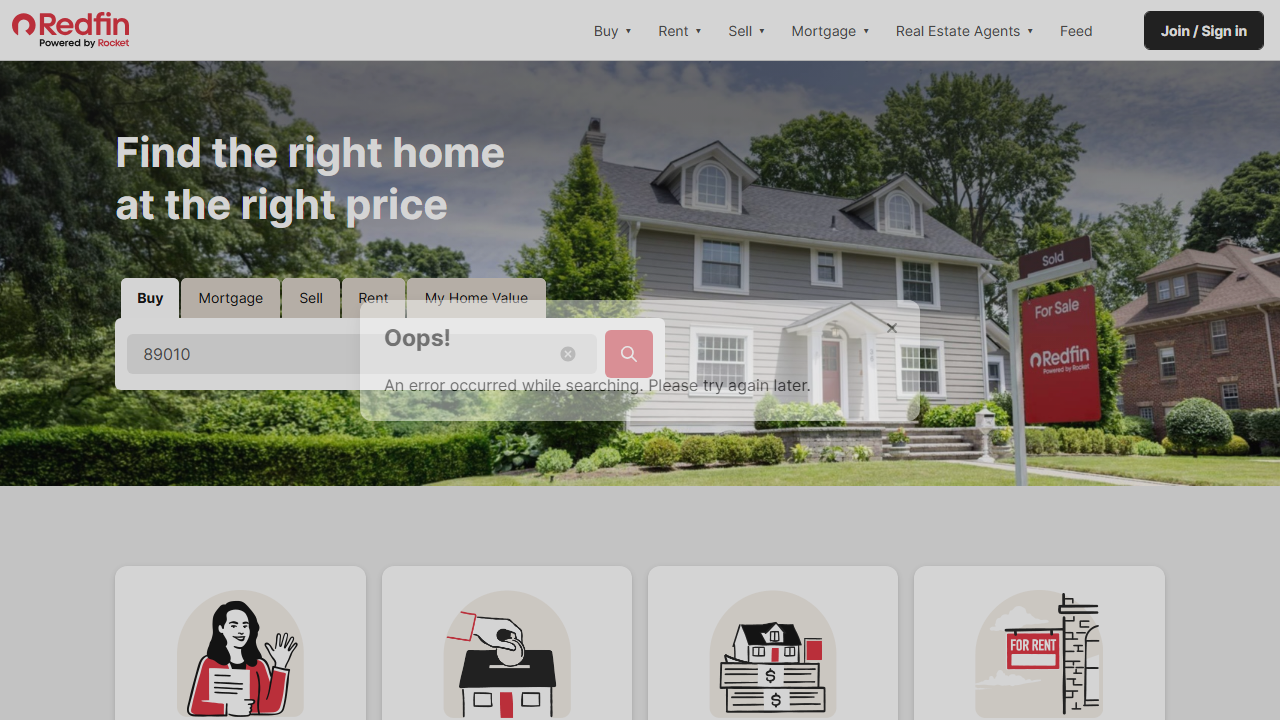 Redfin
Powered by Rocket
Buy ▼ Rent ▼ Sell ▼ Mortgage ▼ Real Estate Agents ▼ Feed
Join / Sign in
Find the right home
at the right price
Buy Mortgage Sell Rent My Home Value
89010
Oops!
An error occurred while searching. Please try again later.
Sold
For Sale
Redfin
Powered by Rocket
$
$
FOR RENT